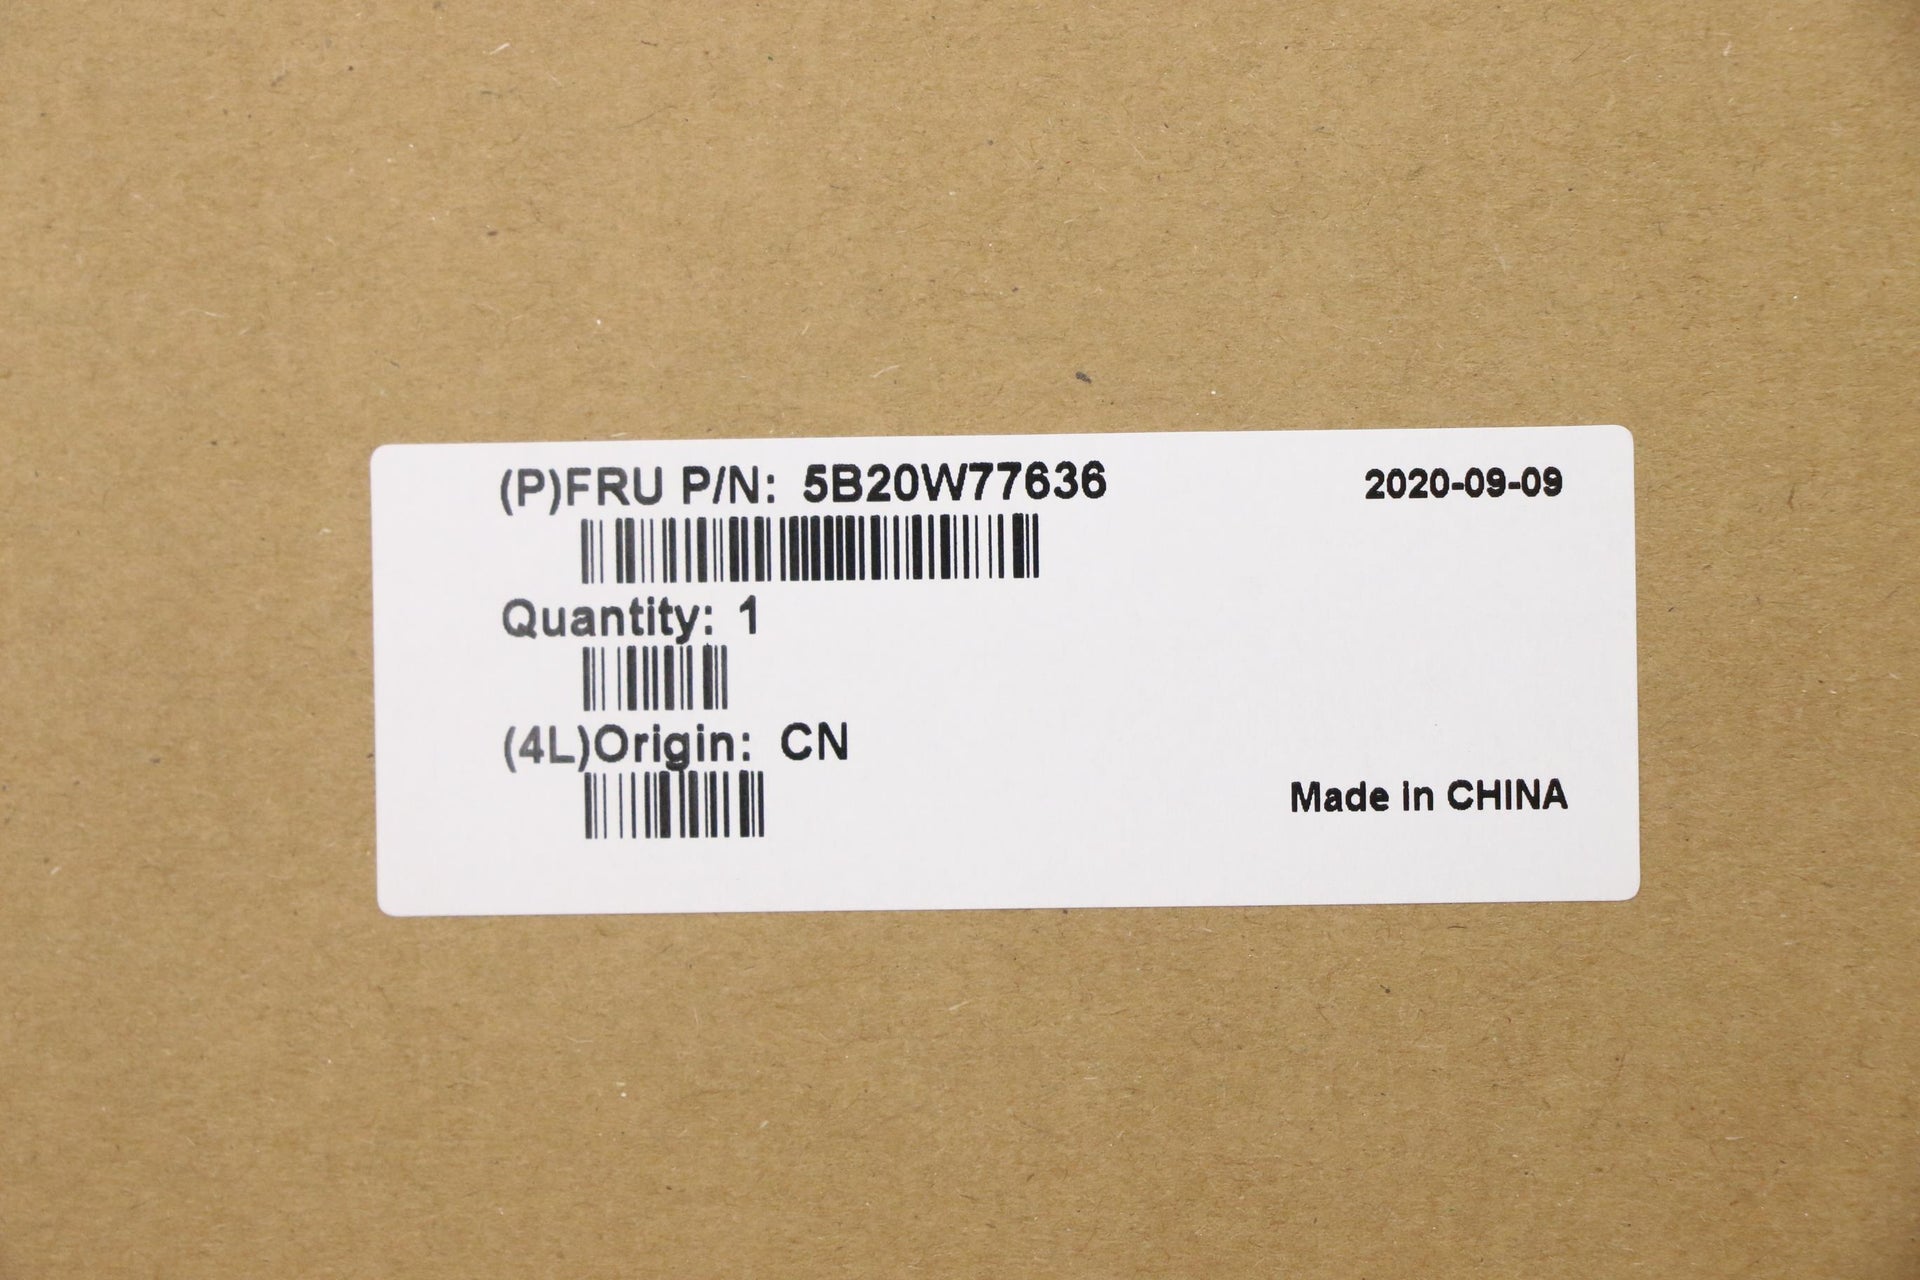 (P)FRU P/N: 5B20W77636
2020-09-09
Quantity: 1
(4L)Origin: CN
Made in CHINA